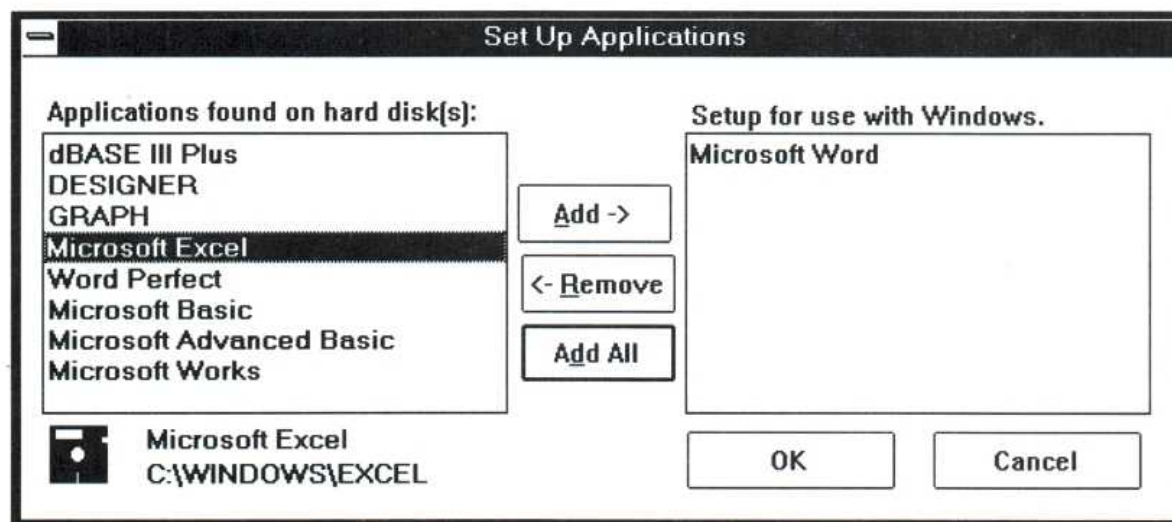 Set Up Applications
Applications found on hard disk(s):
dBASE III Plus
DESIGNER
GRAPH
Microsoft Excel
Word Perfect
Microsoft Basic
Microsoft Advanced Basic
Microsoft Works
Add ->
<- Remove
Add All
Setup for use with Windows.
Microsoft Word
Microsoft Excel
C:\WINDOWS\EXCEL
OK
Cancel